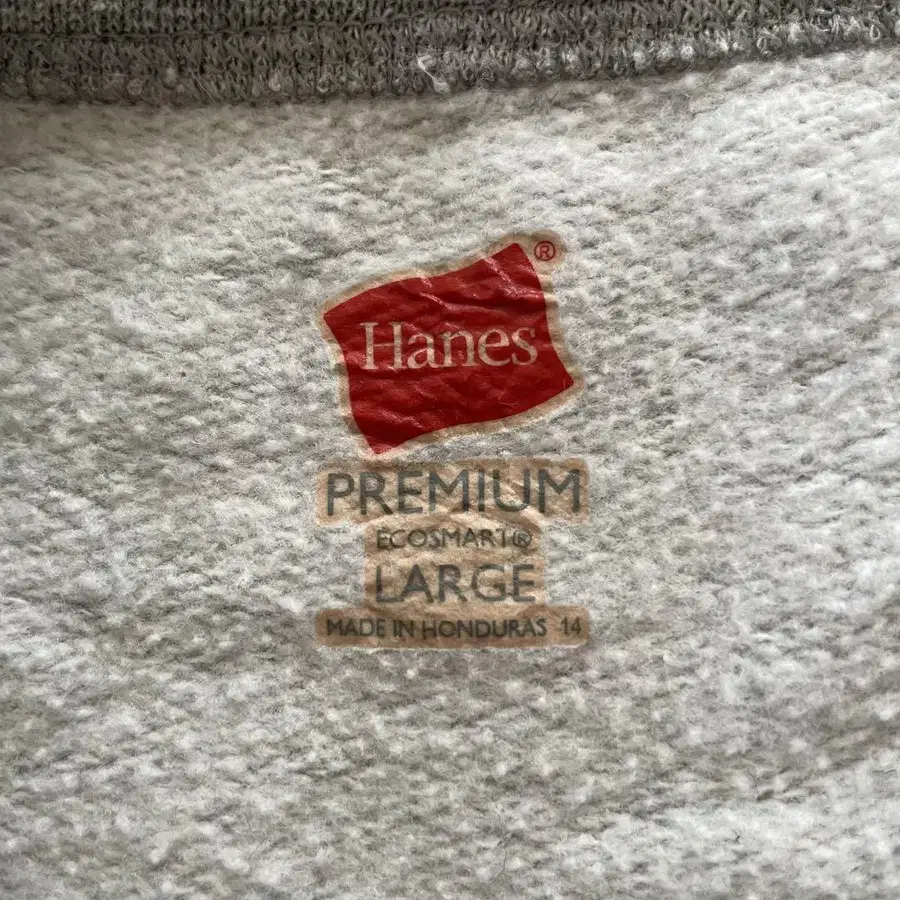 ®
Hanes
PREMIUM
ECOSMART®
LARGE
MADE IN HONDURAS 14